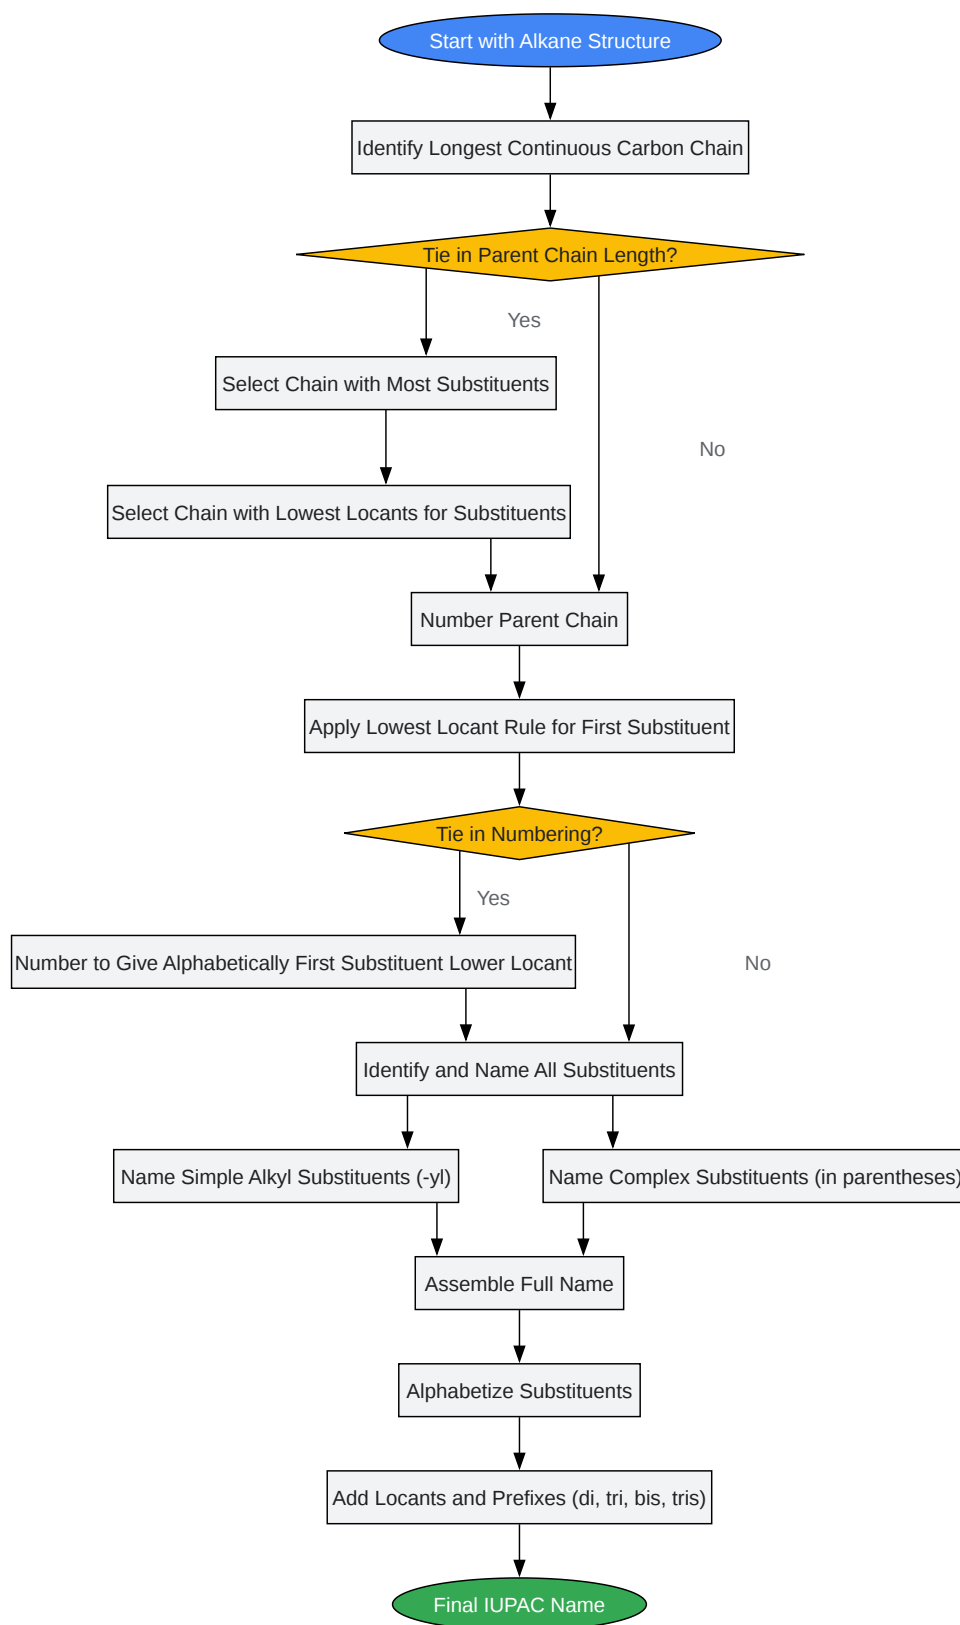 Start with Alkane Structure
Identify Longest Continuous Carbon Chain
Tie in Parent Chain Length?
Yes
Select Chain with Most Substituents
No
Select Chain with Lowest Locants for Substituents
Number Parent Chain
Apply Lowest Locant Rule for First Substituent
Tie in Numbering?
Yes
Number to Give Alphabetically First Substituent Lower Locant
No
Identify and Name All Substituents
Name Simple Alkyl Substituents (-yl)
Name Complex Substituents (in parentheses)
Assemble Full Name
Alphabetize Substituents
Add Locants and Prefixes (di, tri, bis, tris)
Final IUPAC Name